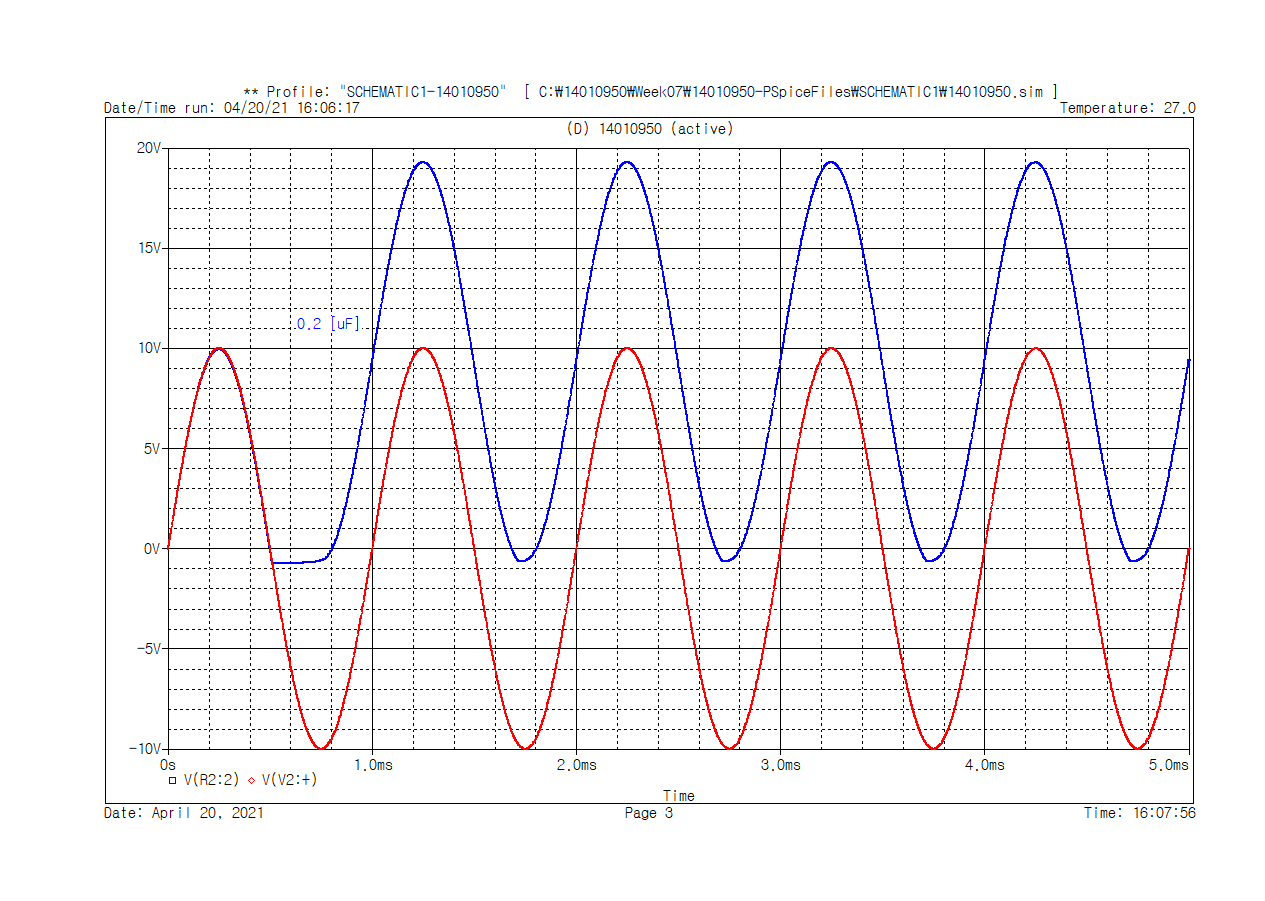 ** Profile: "SCHEMATIC1-14010950"  [ C:₩14010950₩Week07₩14010950-PSpiceFiles₩SCHEMATIC1₩14010950.sim ]
Date/Time run: 04/20/21 16:06:17 Temperature: 27.0
(D) 14010950 (active)
20V
15V
0.2 [uF]
10V
5V
0V
-5V
-10V
0s 1.0ms 2.0ms 3.0ms 4.0ms 5.0ms
V(R2:2) V(V2:+)
Time
Date: April 20, 2021 Page 3 Time: 16:07:56